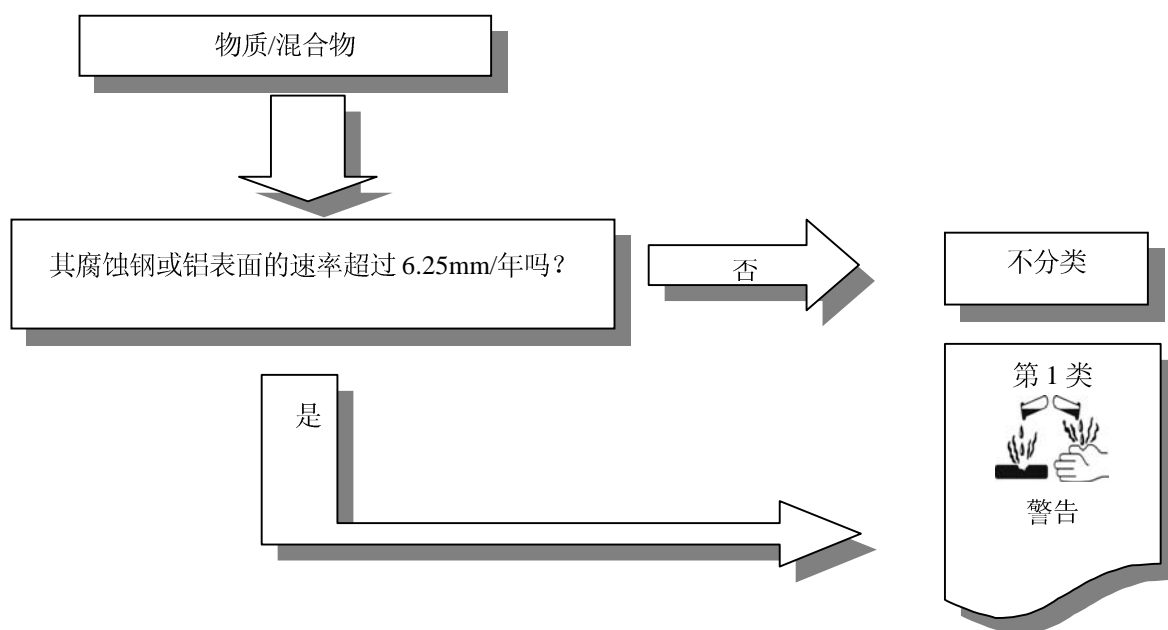 物质/混合物
其腐蚀钢或铝表面的速率超过 6.25mm/年吗?
否
不分类
第 1 类
是
警告